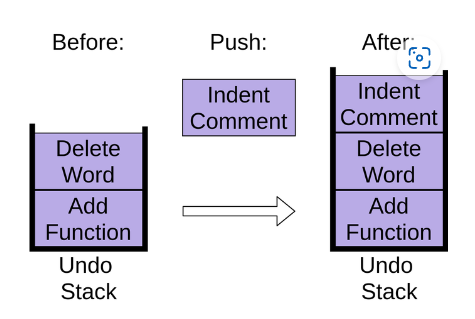 Before:
Push:
After:
Indent
Comment
Indent
Comment
Delete
Word
Delete
Word
Add
Function
Add
Function
Undo
Stack
Undo
Stack